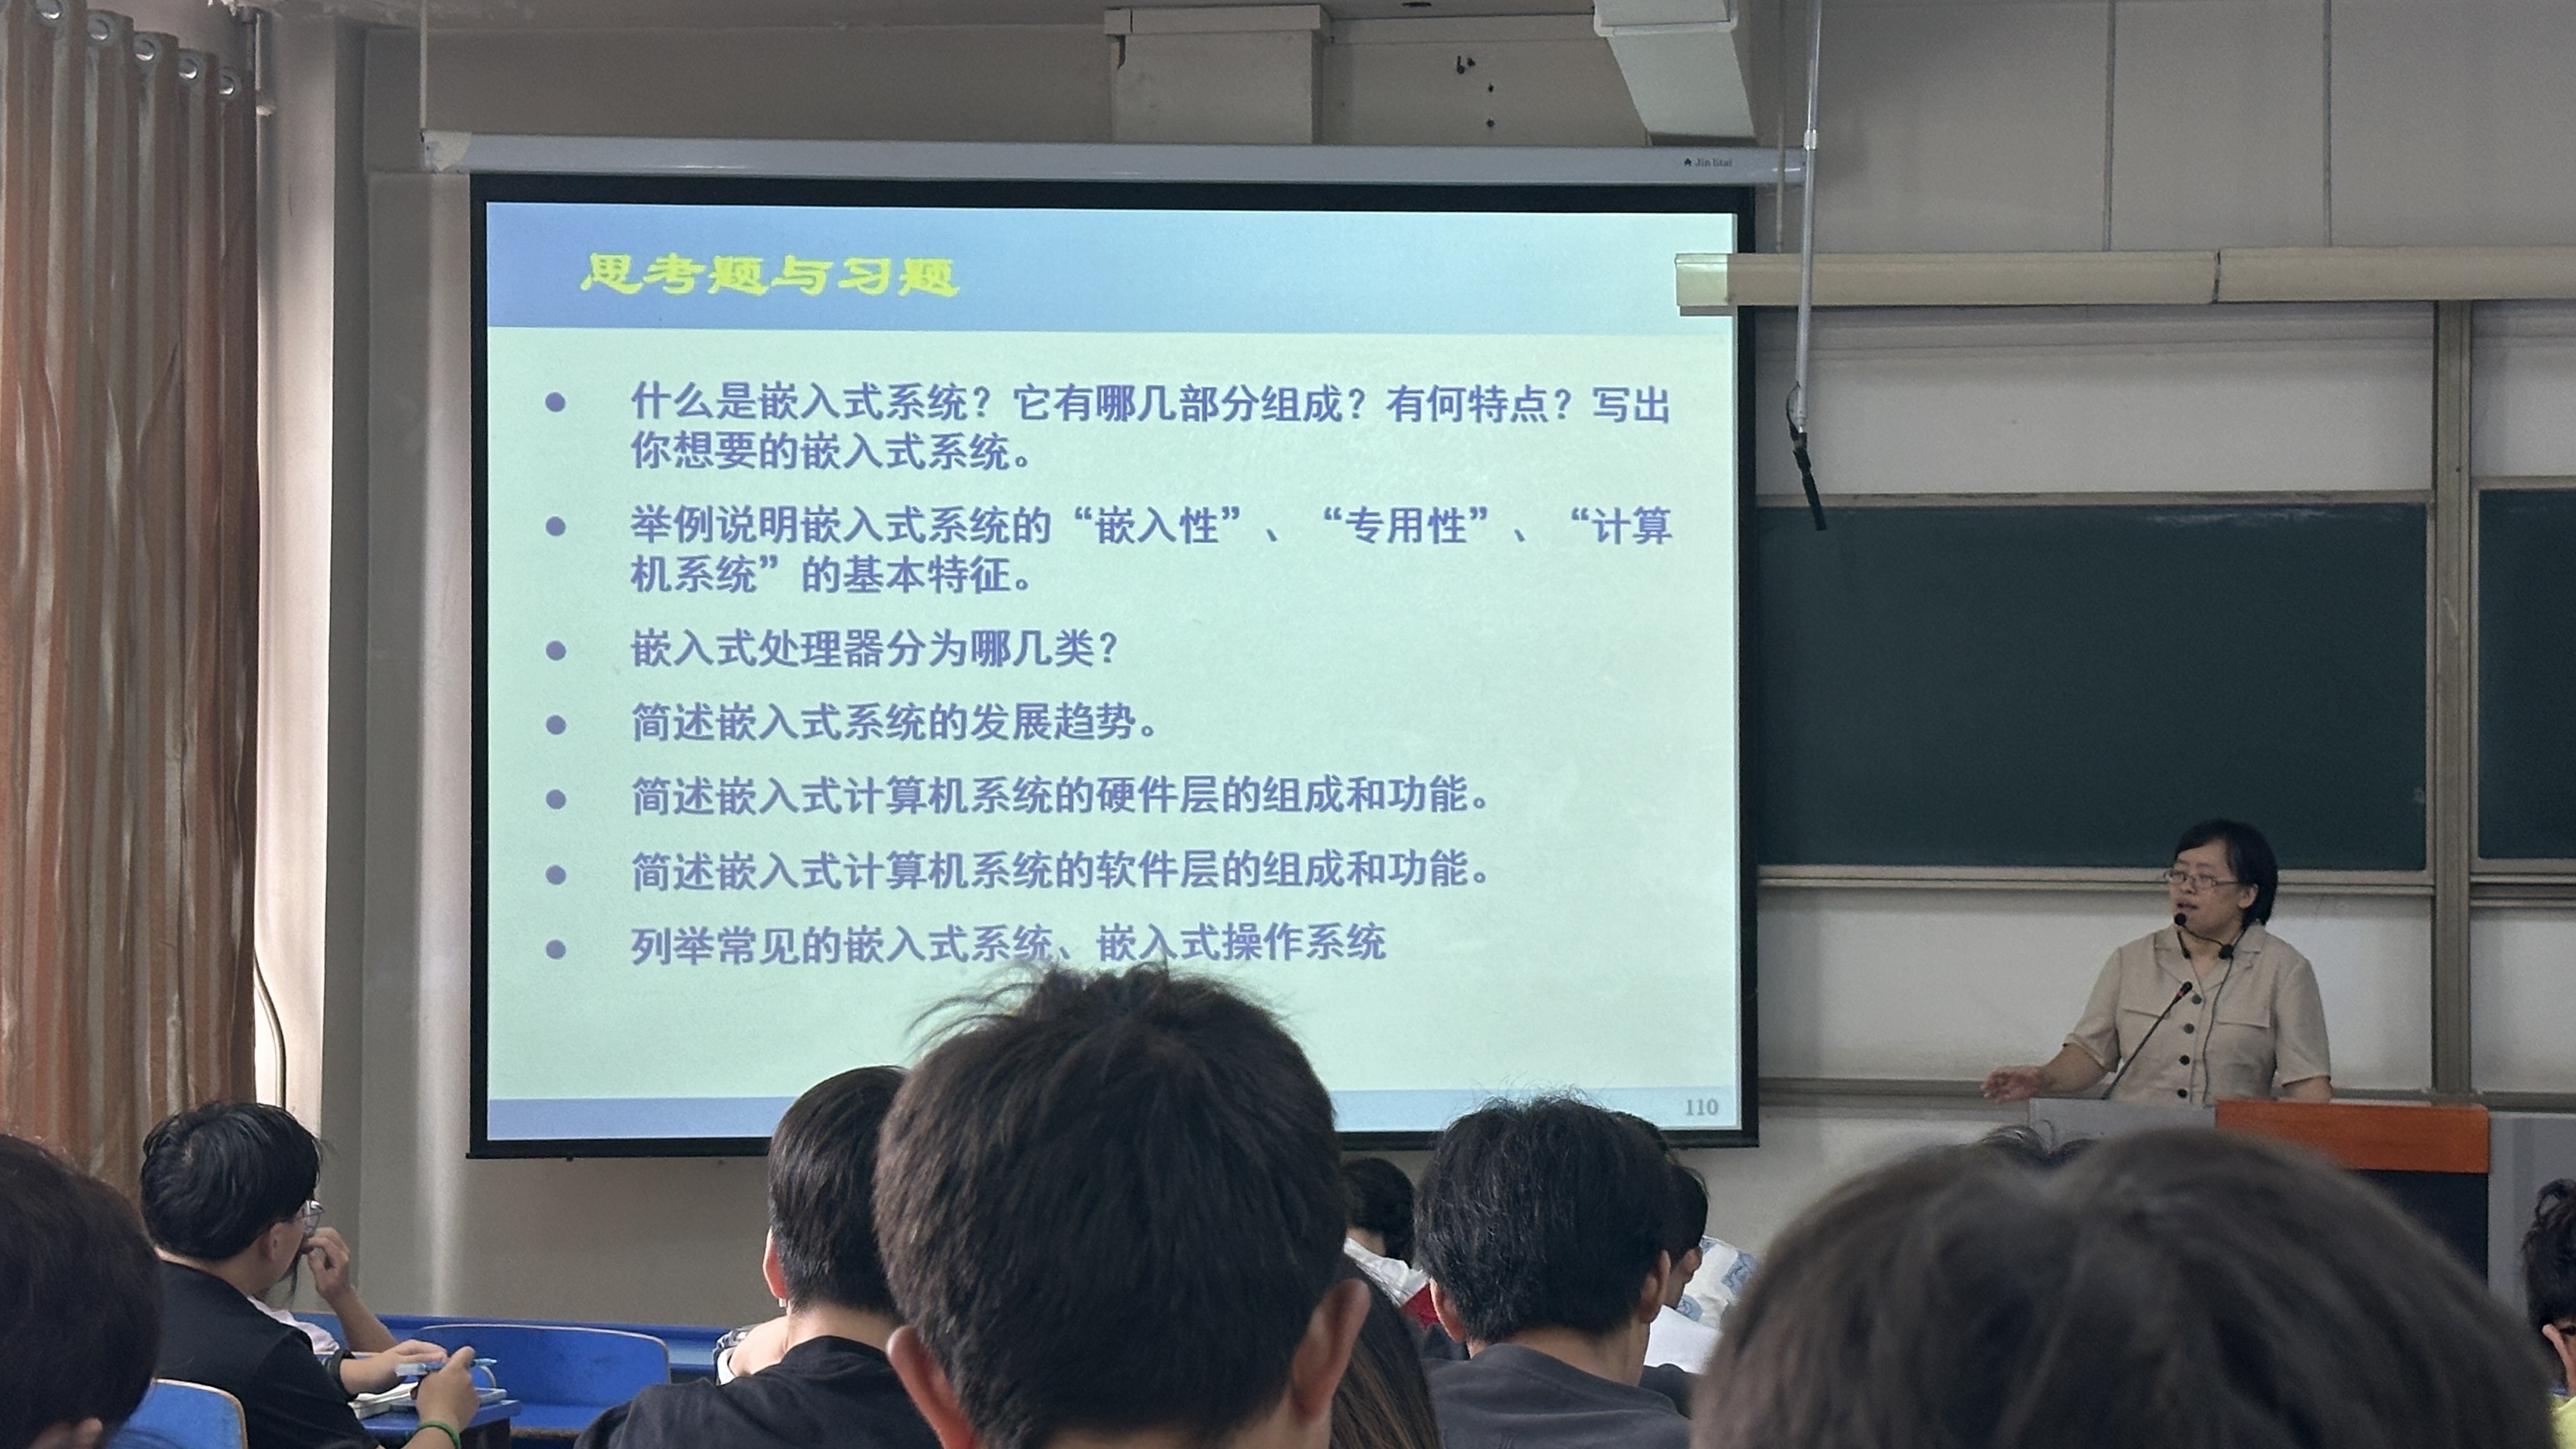 Jin litai
思考题与习题
● 什么是嵌入式系统？它有哪几部分组成？有何特点？写出
你想要的嵌入式系统。
● 举例说明嵌入式系统的“嵌入性”、“专用性”、“计算
机系统”的基本特征。
● 嵌入式处理器分为哪几类？
● 简述嵌入式系统的发展趋势。
● 简述嵌入式计算机系统的硬件层的组成和功能。
● 简述嵌入式计算机系统的软件层的组成和功能。
● 列举常见的嵌入式系统、嵌入式操作系统
110